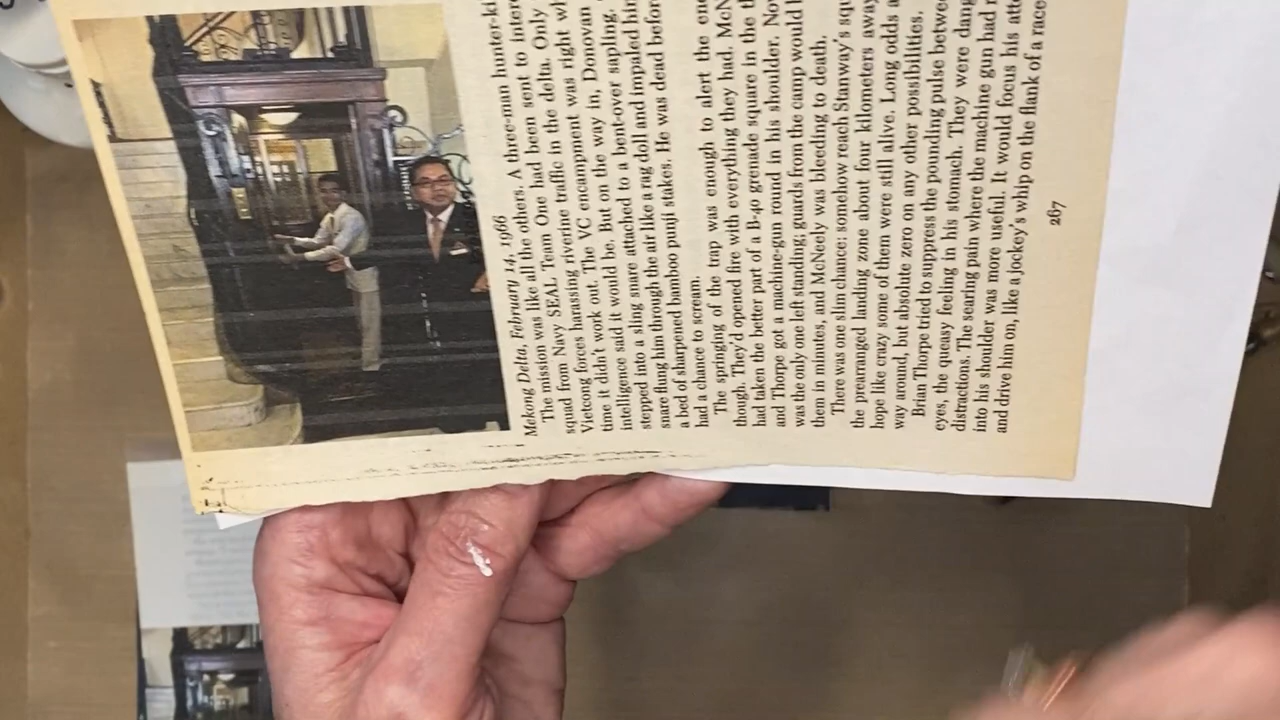 Mekong Delta, February 14, 1966
The mission was like all the others. A three-man hunter-ki
squad from Navy SEAL Team One had been sent to inter
Vietcong forces harassing riverine traffic in the delta. Only
time it didn't work out. The VC encampment was right wh
intelligence said it would be. But on the way in, Donovan
stepped into a sling snare attached to a bent-over sapling.
snare flung him through the air like a rag doll and impaled hi
a bed of sharpened bamboo punji stakes. He was dead before
had a chance to scream.
The springing of the trap was enough to alert the en
though. They'd opened fire with everything they had. McN
had taken the better part of a B-40 grenade square in the
and Thorpe got a machine-gun round in his shoulder. No
was the only one left standing; guards from the camp would
them in minutes, and McNeely was bleeding to death.
There was one slim chance: somehow reach Starway's squ
the prearranged landing zone about four kilometers away
hope like crazy some of them were still alive. Long odds a
way around, but absolute zero on any other possibilities.
Brian Thorpe tried to suppress the pounding pulse betwe
eyes, the queasy feeling in his stomach. They were dang
distractions. The searing pain where the machine gun had r
into his shoulder was more useful. It would focus his atte
and drive him on, like a jockey's whip on the flank of a race
267